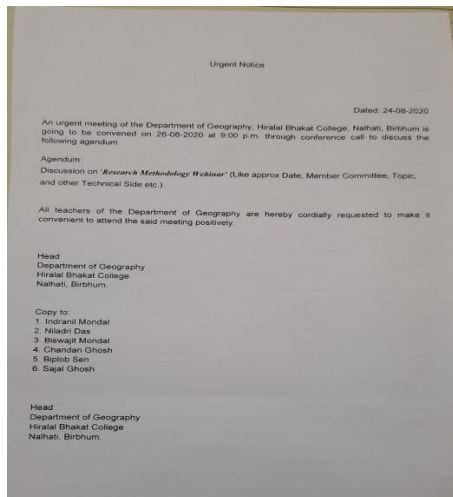 Urgent Notice
Dated: 24-08-2020
An urgent meeting of the Department of Geography, Hiralal Bhakat College, Nalhati, Birbhum is
going to be convened on 26-08-2020 at 9:00 p.m. through conference call to discuss the
following agendum
Agendum:
Discussion on 'Research Methodology Webinar' (Like approx Date, Member Committee, Topic,
and other Technical Side etc.)
All teachers of the Department of Geography are hereby cordially requested to make it
convenient to attend the said meeting positively.
Head
Department of Geography
Hiralal Bhakat College
Nalhati, Birbhum.
Copy to:
1. Indranil Mondal
2. Niladri Das
3. Biswajit Mondal
4. Chandan Ghosh
5. Biplob Sen
6. Sajal Ghosh
Head
Department of Geography
Hiralal Bhakat College
Nalhati, Birbhum.